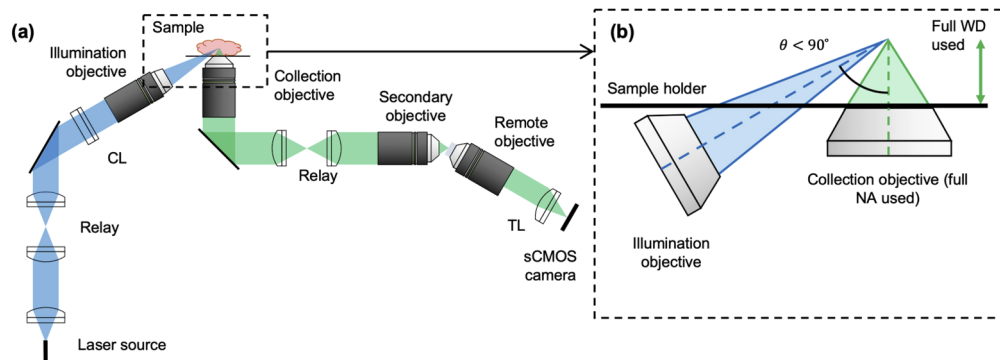 (a)
Sample
Illumination
objective
Collection
objective
Secondary
objective
Remote
objective
CL
Relay
Relay
TL
sCMOS
camera
Laser source
(b)
θ < 90°
Full WD
used
Sample holder
Collection objective (full
NA used)
Illumination
objective